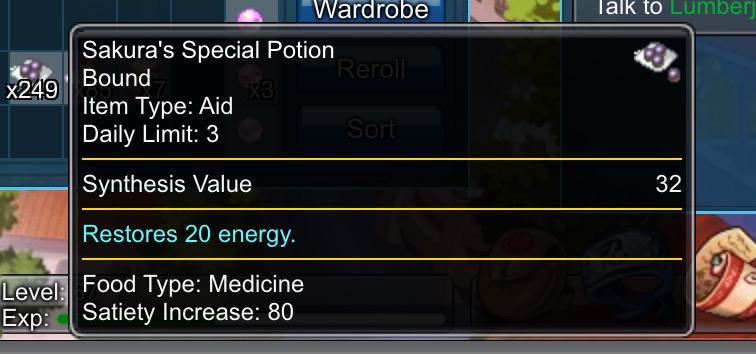 Wardrobe
Talk to Lumberj
Sakura's Special Potion
Bound
Reroll
x249
x7
x3
Item Type: Aid
Daily Limit: 3
Sort
Synthesis Value 32
Restores 20 energy.
Food Type: Medicine
Level:
Satiety Increase: 80
Exp: